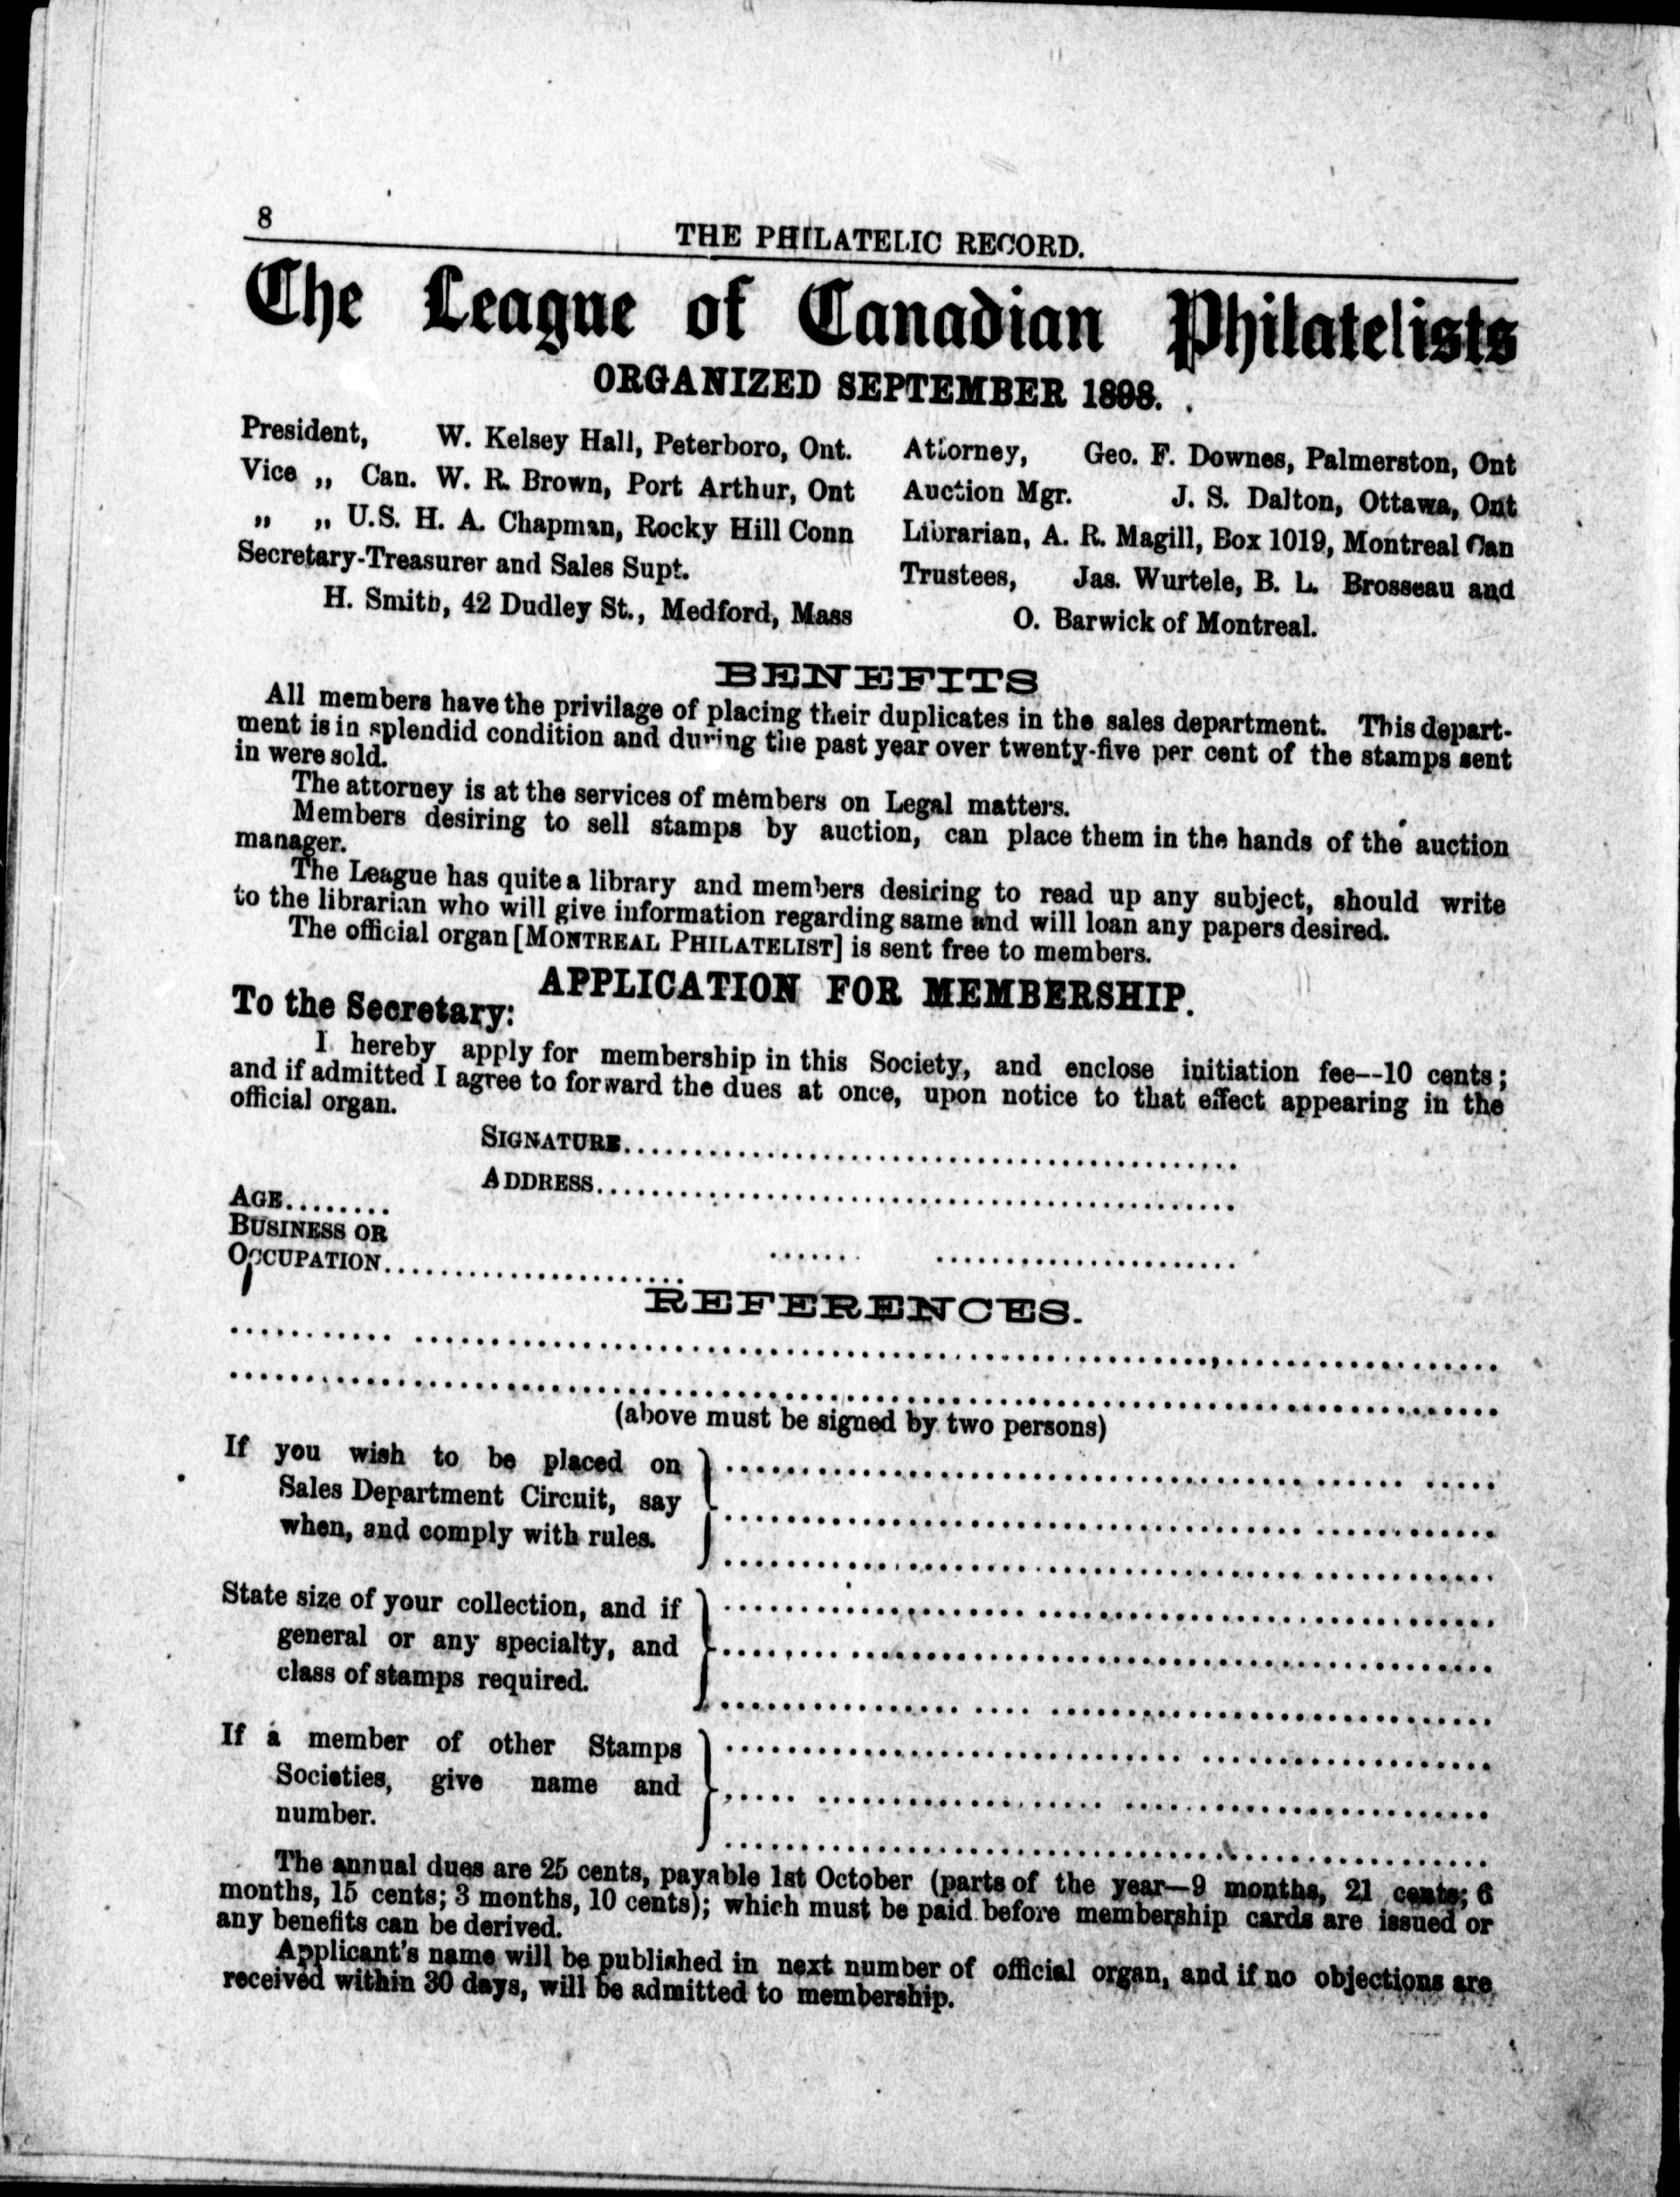 8
THE PHILATELIC RECORD.
The League of Canadian Philatelists
ORGANIZED SEPTEMBER 1898.
President, W. Kelsey Hall, Peterboro, Ont.
Vice „ Can. W. R. Brown, Port Arthur, Ont
„ „ U.S. H. A. Chapman, Rocky Hill Conn
Secretary-Treasurer and Sales Supt.
H. Smith, 42 Dudley St., Medford, Mass
Attorney, Geo. F. Downes, Palmerston, Ont
Auction Mgr. J. S. Dalton, Ottawa, Ont
Librarian, A. R. Magill, Box 1019, Montreal Can
Trustees, Jas. Wurtele, B. L. Brosseau and
O. Barwick of Montreal.
BENEFITS
All members have the privilage of placing their duplicates in the sales department. This depart-
ment is in splendid condition and during the past year over twenty-five per cent of the stamps sent
in were sold.
The attorney is at the services of members on Legal matters.
Members desiring to sell stamps by auction, can place them in the hands of the auction
manager.
The League has quite a library and members desiring to read up any subject, should write
to the librarian who will give information regarding same and will loan any papers desired.
The official organ [MONTREAL PHILATELIST] is sent free to members.
APPLICATION FOR MEMBERSHIP.
To the Secretary:
I hereby apply for membership in this Society, and enclose initiation fee--10 cents;
and if admitted I agree to forward the dues at once, upon notice to that effect appearing in the
official organ.
SIGNATURE..............................................
ADDRESS..............................................
AGE........
BUSINESS OR
OCCUPATION......................
REFERENCES.
(above must be signed by two persons)
If you wish to be placed on
Sales Department Circuit, say
when, and comply with rules.
State size of your collection, and if
general or any specialty, and
class of stamps required.
If a member of other Stamps
Societies, give name and
number.
The annual dues are 25 cents, payable 1st October (parts of the year—9 months, 21 cents; 6
months, 15 cents; 3 months, 10 cents); which must be paid before membership cards are issued or
any benefits can be derived.
Applicant's name will be published in next number of official organ, and if no objections are
received within 30 days, will be admitted to membership.